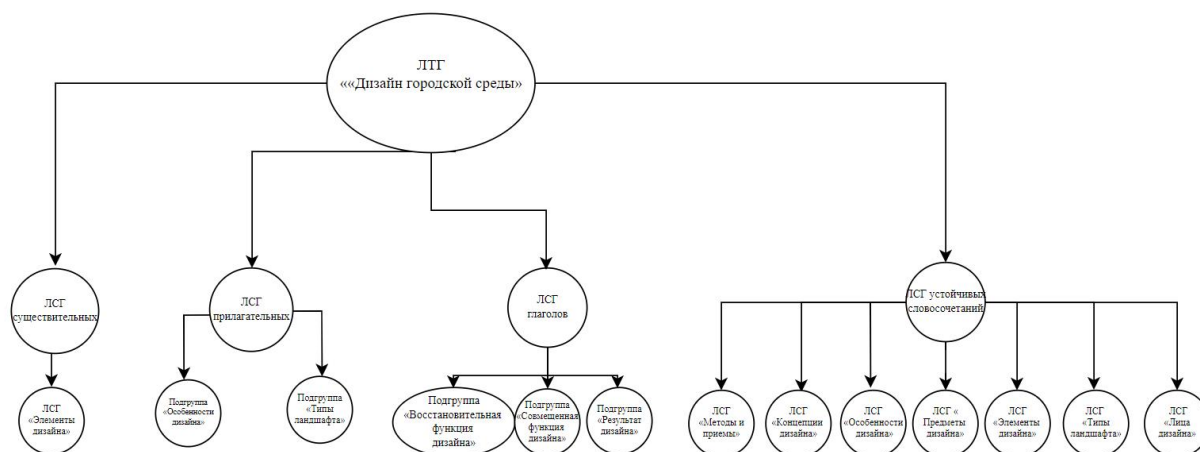 ЛТГ
««Дизайн городской среды»
ЛСГ
существительных
ЛСГ
прилагательных
ЛСГ
глаголов
ЛСГ устойчивых
словосочетаний
ЛСГ
«Элементы
дизайна»
Подгруппа
«Особенности
дизайна»
Подгруппа
«Типы
ландшафта»
Подгруппа
«Восстановительная
функция
дизайна»
Подгруппа
«Совмещенная
функция
дизайна»
Подгруппа
«Результат
дизайна»
ЛСГ
«Методы и
приемы»
ЛСГ
«Концепции
дизайна»
ЛСГ
«Особенности
дизайна»
ЛСГ «
Предметы
дизайна»
ЛСГ
«Элементы
дизайна»
ЛСГ
«Типы
ландшафта»
ЛСГ
«Лица
дизайна»